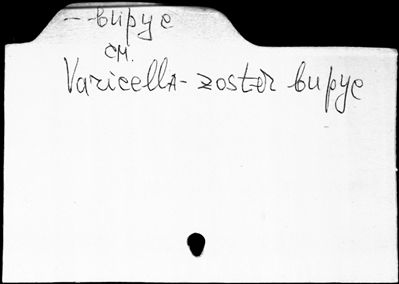 -- вирус
см.
Varicella-zoster вирус